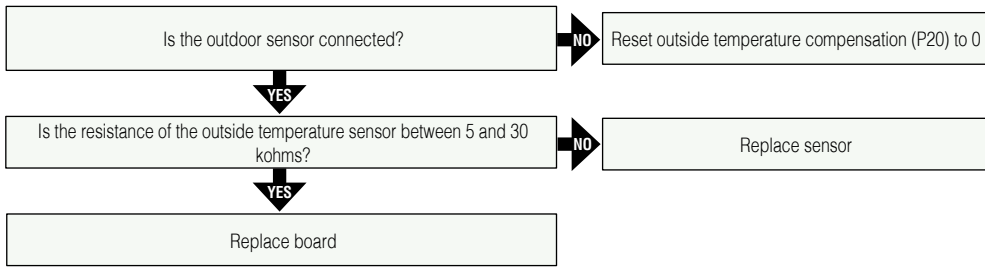 Is the outdoor sensor connected?
NO
Reset outside temperature compensation (P20) to 0
YES
Is the resistance of the outside temperature sensor between 5 and 30
kohms?
NO
Replace sensor
YES
Replace board